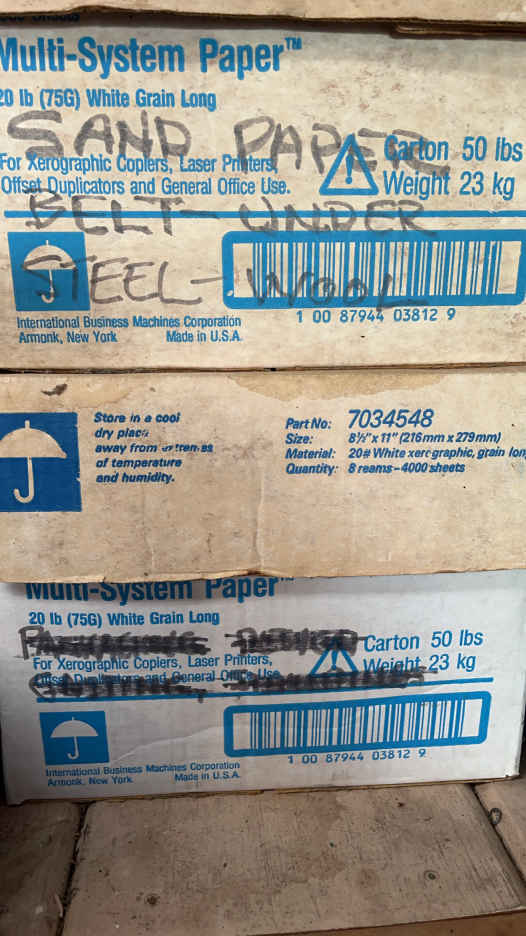 Multi-System Paper™
20 lb (75G) White Grain Long
SAND PAPER
Carton 50 lbs
For Xerographic Copiers, Laser Printers,
Offset Duplicators and General Office Use.
Weight 23 kg
BELT-UNDER
STEEL-WOOL
1 00 87944 03812 9
International Business Machines Corporation
Armonk, New York Made in U.S.A.
Store in a cool
dry place
away from extremes
of temperature
and humidity.
Part No: 7034548
Size: 8½" x 11" (216mm x 279mm)
Material: 20# White xerographic, grain lon
Quantity: 8 reams-4000 sheets
Multi-System Paper™
20 lb (75G) White Grain Long
Carton 50 lbs
For Xerographic Copiers, Laser Printers,
Offset Duplicators and General Office Use
Weight 23 kg
1 00 87944 03812 9
International Business Machines Corporation
Armonk, New York Made in U.S.A.